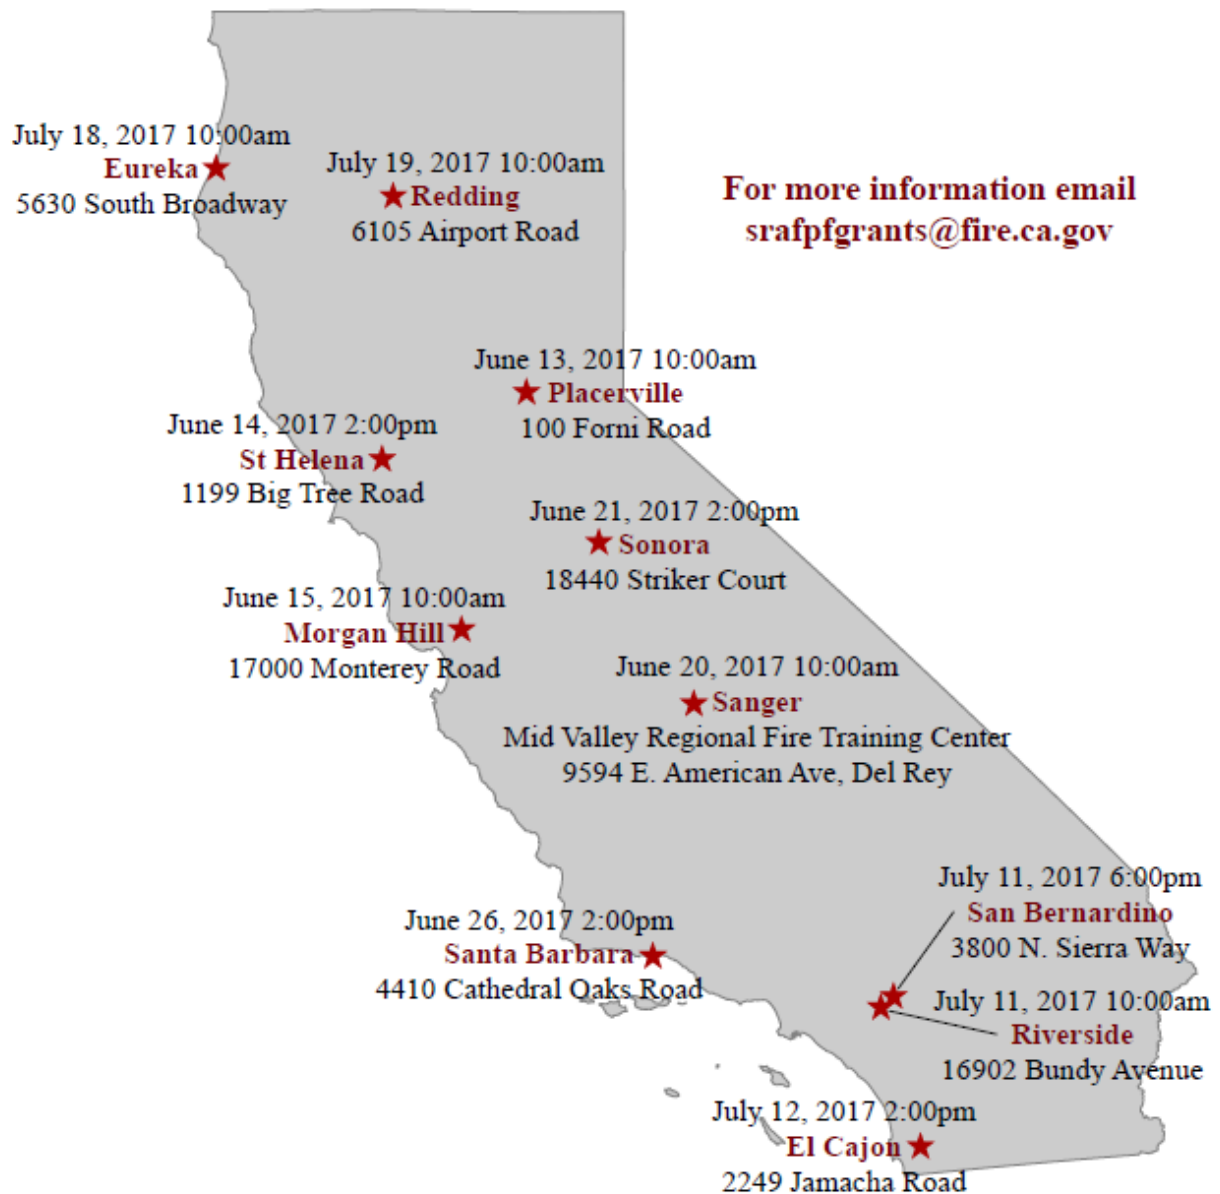 July 18, 2017 10:00am
Eureka
5630 South Broadway
July 19, 2017 10:00am
Redding
6105 Airport Road
For more information email
srafpfgrants@fire.ca.gov
June 13, 2017 10:00am
Placerville
100 Forni Road
June 14, 2017 2:00pm
St Helena
1199 Big Tree Road
June 21, 2017 2:00pm
Sonora
18440 Striker Court
June 15, 2017 10:00am
Morgan Hill
17000 Monterey Road
June 20, 2017 10:00am
Sanger
Mid Valley Regional Fire Training Center
9594 E. American Ave, Del Rey
June 26, 2017 2:00pm
Santa Barbara
4410 Cathedral Oaks Road
July 11, 2017 6:00pm
San Bernardino
3800 N. Sierra Way
July 11, 2017 10:00am
Riverside
16902 Bundy Avenue
July 12, 2017 2:00pm
El Cajon
2249 Jamacha Road